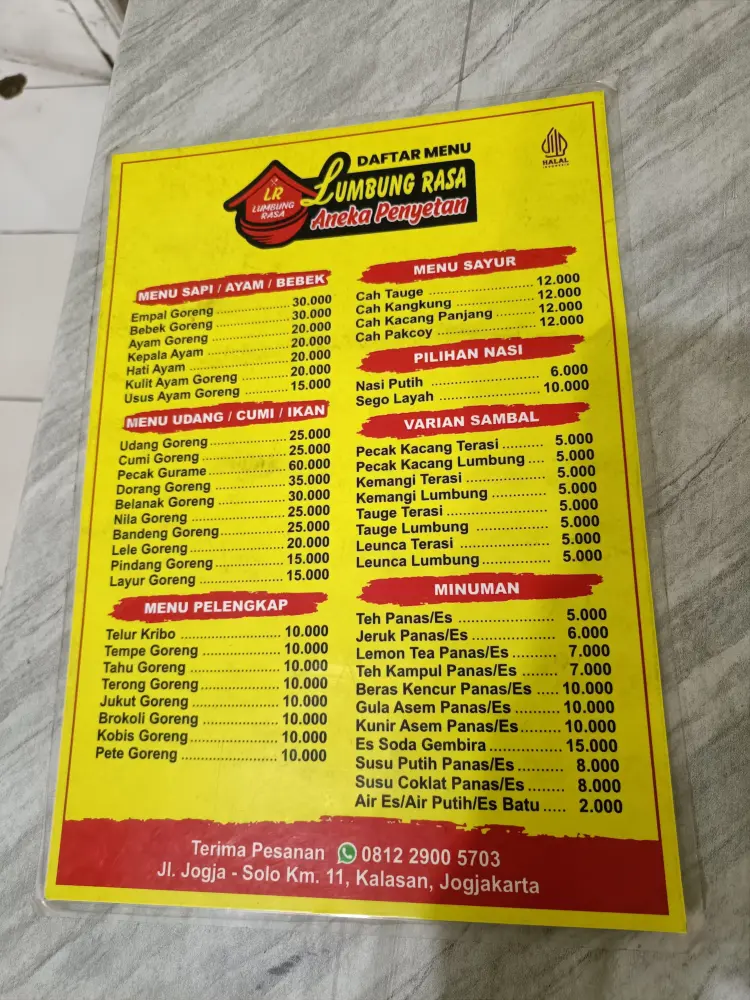 DAFTAR MENU
LR
LUMBUNG
RASA
LUMBUNG RASA
Aneka Penyetan
HALAL
INDONESIA
MENU SAPI / AYAM / BEBEK
Empal Goreng ........ 30.000
Bebek Goreng ........ 30.000
Ayam Goreng ........ 20.000
Kepala Ayam ........ 20.000
Hati Ayam ........ 20.000
Kulit Ayam Goreng ........ 20.000
Usus Ayam Goreng ........ 15.000
MENU UDANG / CUMI / IKAN
Udang Goreng ........ 25.000
Cumi Goreng ........ 25.000
Pecak Gurame ........ 60.000
Dorang Goreng ........ 35.000
Belanak Goreng ........ 30.000
Nila Goreng ........ 25.000
Bandeng Goreng ........ 25.000
Lele Goreng ........ 20.000
Pindang Goreng ........ 15.000
Layur Goreng ........ 15.000
MENU PELENGKAP
Telur Kribo ........ 10.000
Tempe Goreng ........ 10.000
Tahu Goreng ........ 10.000
Terong Goreng ........ 10.000
Jukut Goreng ........ 10.000
Brokoli Goreng ........ 10.000
Kobis Goreng ........ 10.000
Pete Goreng ........ 10.000
MENU SAYUR
Cah Tauge ........ 12.000
Cah Kangkung ........ 12.000
Cah Kacang Panjang ........ 12.000
Cah Pakcoy ........ 12.000
PILIHAN NASI
Nasi Putih ........ 6.000
Sego Layah ........ 10.000
VARIAN SAMBAL
Pecak Kacang Terasi ........ 5.000
Pecak Kacang Lumbung .... 5.000
Kemangi Terasi ........ 5.000
Kemangi Lumbung ........ 5.000
Tauge Terasi ........ 5.000
Tauge Lumbung ........ 5.000
Leunca Terasi ........ 5.000
Leunca Lumbung ........ 5.000
MINUMAN
Teh Panas/Es ........ 5.000
Jeruk Panas/Es ........ 6.000
Lemon Tea Panas/Es ........ 7.000
Teh Kampul Panas/Es ........ 7.000
Beras Kencur Panas/Es ..... 10.000
Gula Asem Panas/Es ........ 10.000
Kunir Asem Panas/Es ........ 10.000
Es Soda Gembira ........ 15.000
Susu Putih Panas/Es ........ 8.000
Susu Coklat Panas/Es ........ 8.000
Air Es/Air Putih/Es Batu ..... 2.000
Terima Pesanan 0812 2900 5703
Jl. Jogja - Solo Km. 11, Kalasan, Jogjakarta